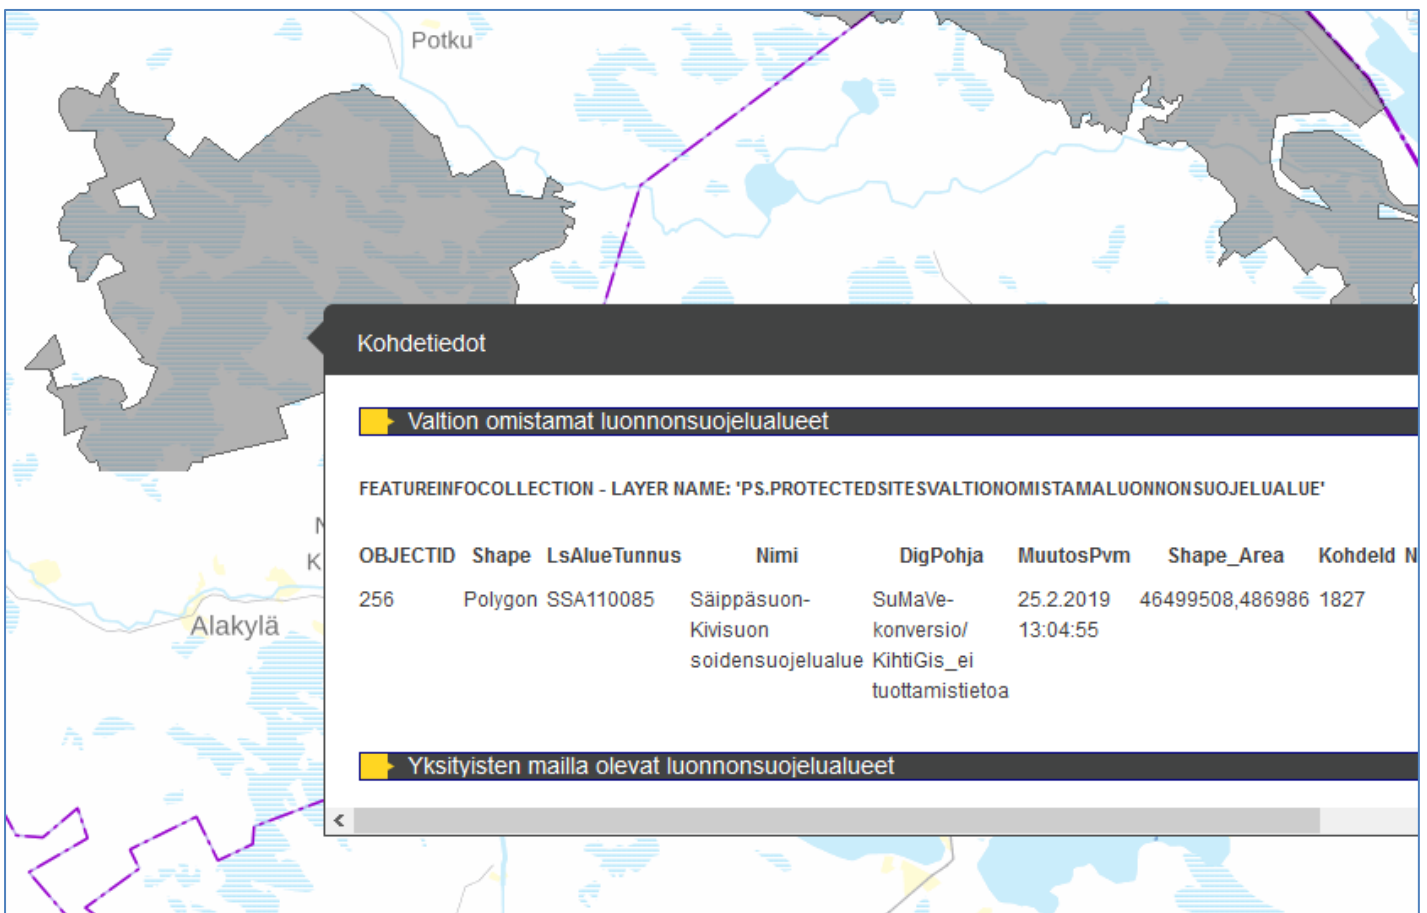 Potku
Kohdetiedot
Valtion omistamat luonnonsuojelualueet
FEATUREINFOCOLLECTION - LAYER NAME: 'PS.PROTECTEDSITESVALTIONOMISTAMALUONNONSUOJELUALUE'
OBJECTID Shape LsAlueTunnus Nimi DigPohja MuutosPvm Shape_Area KohdeId N
256 Polygon SSA110085 Säippäsuon- SuMaVe- 25.2.2019 46499508,486986 1827
Kivisuon konversio/ 13:04:55
soidensuojelualue KihtiGis_ei
tuottamistietoa
K
Alakylä
Yksityisten mailla olevat luonnonsuojelualueet